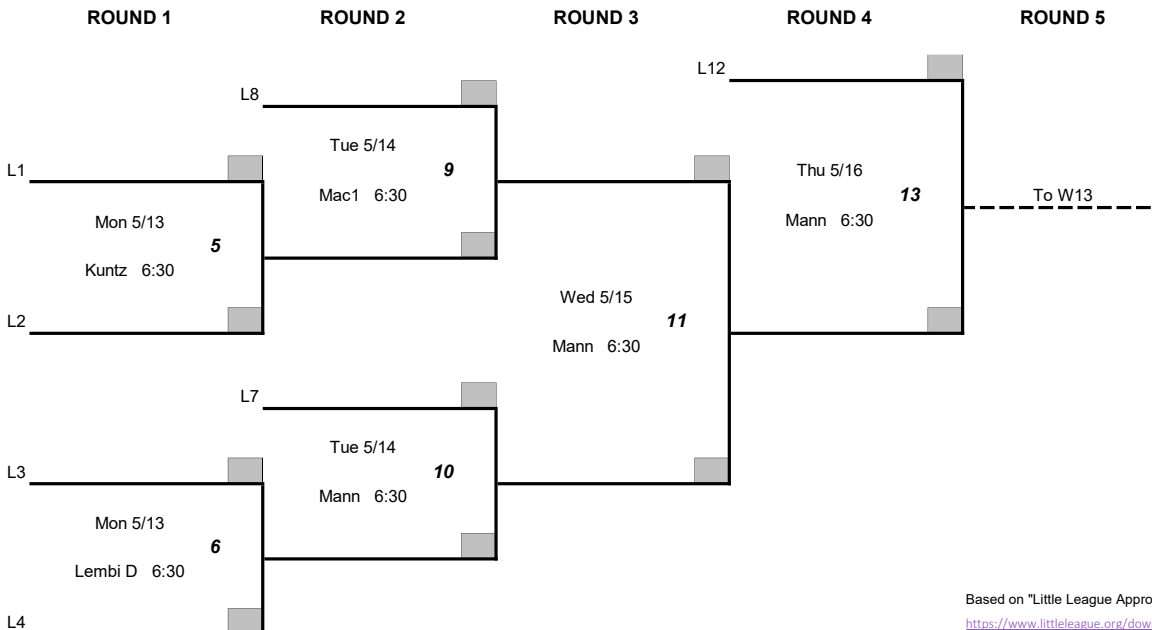 ROUND 1 ROUND 2 ROUND 3 ROUND 4 ROUND 5
L12
L8
Tue 5/14
9
Mac1 6:30
L1
Mon 5/13
5
Kuntz 6:30
L2
Thu 5/16
13
Mann 6:30
To W13
Wed 5/15
11
Mann 6:30
L7
Tue 5/14
10
Mann 6:30
L3
Mon 5/13
6
Lembi D 6:30
L4
Based on "Little League Appro
https://www.littleleague.org/dow